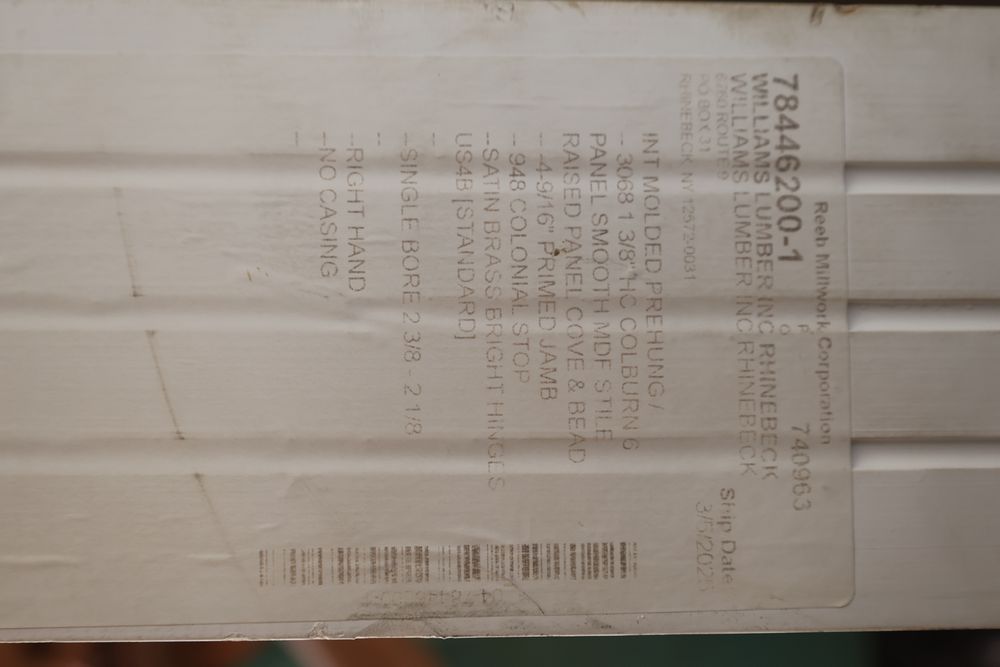 Reeb Millwork Corporation
78446200-1
P
O
740963
WILLIAMS LUMBER INC RHINEBECK
WILLIAMS LUMBER INC RHINEBECK
6760 ROUTE 9
PO BOX 31
RHINEBECK, NY 12572-0031
Ship Date
INT MOLDED PREHUNG /
-- 3068 1 3/8" HC COLBURN 6
PANEL SMOOTH MDF STILE
RAISED PANEL COVE & BEAD
-- 4-9/16" PRIMED JAMB
-- 948 COLONIAL STOP
--SATIN BRASS BRIGHT HINGES
US4B [STANDARD]
--
--SINGLE BORE 2 3/8 - 2 1/8
--
--RIGHT HAND
--NO CASING
--